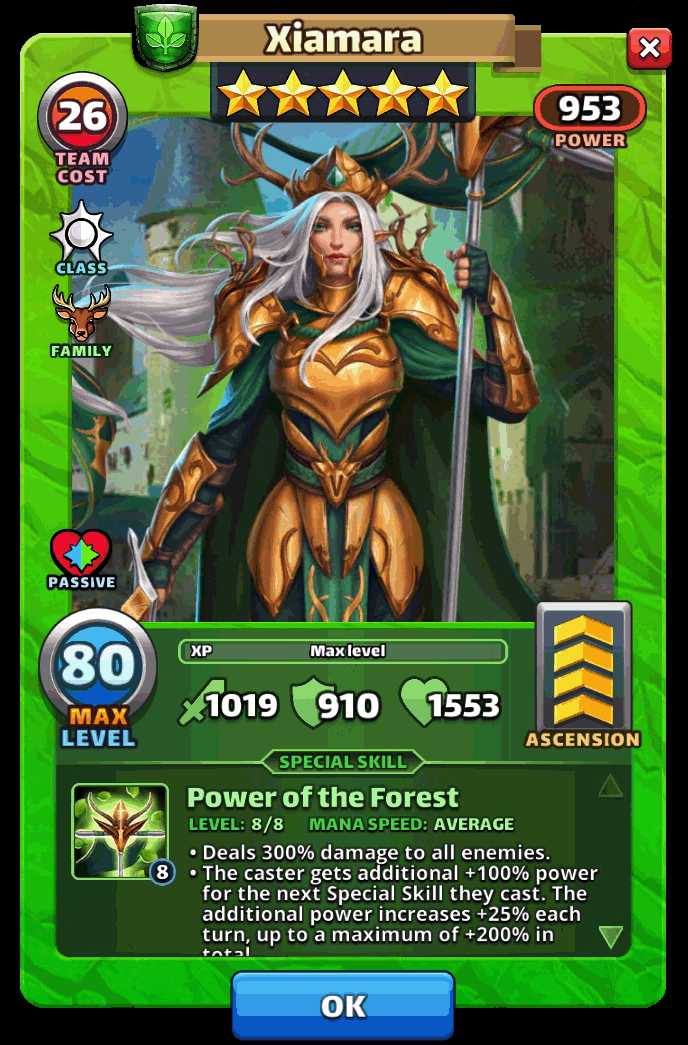 Xiamara
26
TEAM
COST
953
POWER
CLASS
FAMILY
PASSIVE
80
MAX
LEVEL
XP Max level
1019 910 1553
ASCENSION
SPECIAL SKILL
Power of the Forest
LEVEL: 8/8 MANA SPEED: AVERAGE
8
• Deals 300% damage to all enemies.
• The caster gets additional +100% power
for the next Special Skill they cast. The
additional power increases +25% each
turn, up to a maximum of +200% in
total
OK